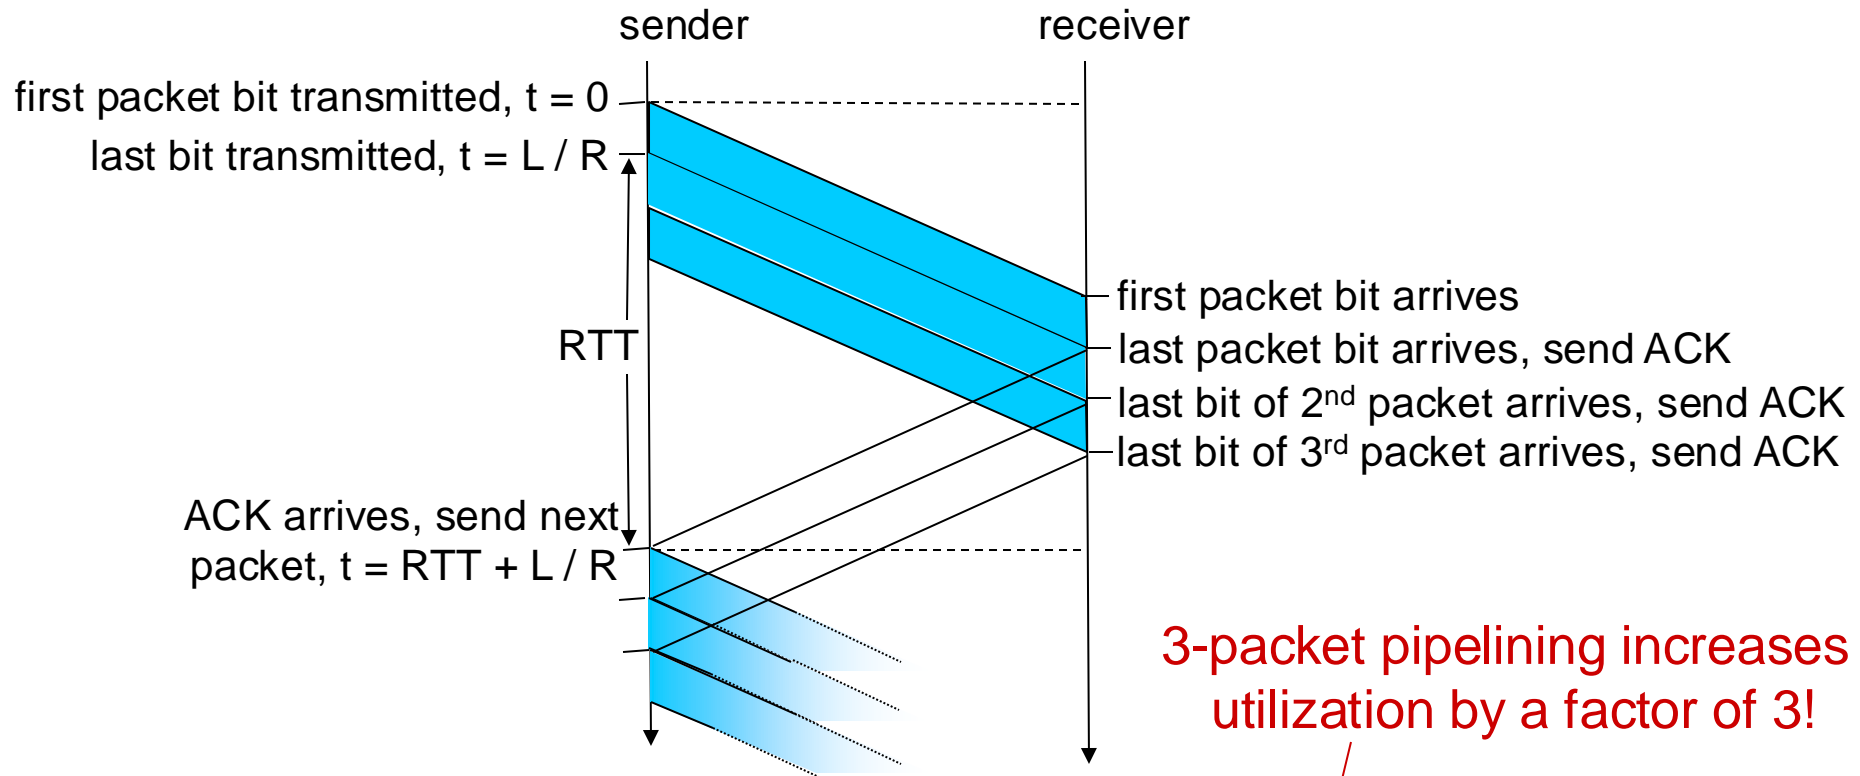 sender
receiver
first packet bit transmitted, t = 0
last bit transmitted, t = L / R
RTT
first packet bit arrives
last packet bit arrives, send ACK
last bit of 2nd packet arrives, send ACK
last bit of 3rd packet arrives, send ACK
ACK arrives, send next
packet, t = RTT + L / R
3-packet pipelining increases
utilization by a factor of 3!